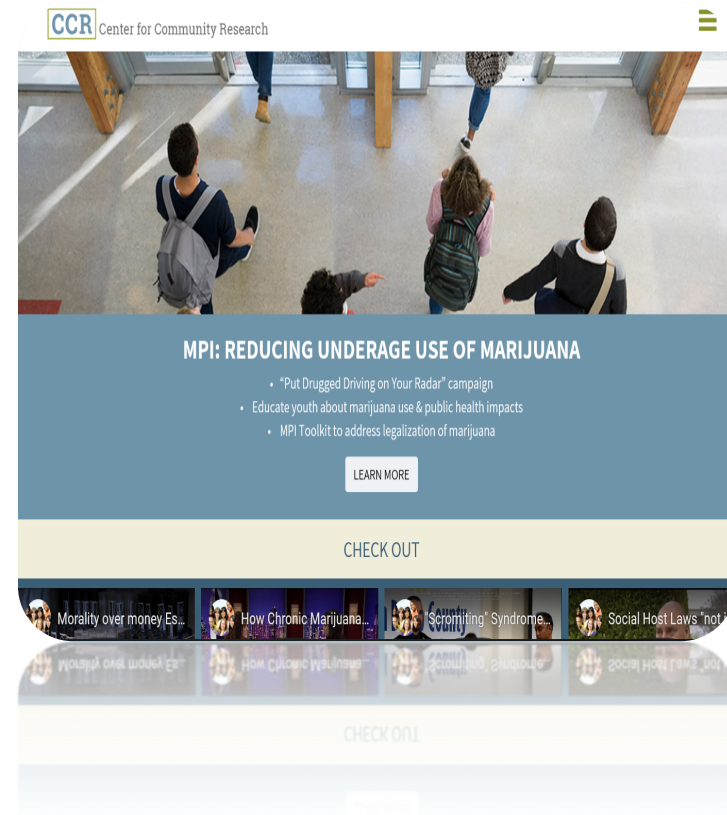 CCR Center for Community Research
MPI: REDUCING UNDERAGE USE OF MARIJUANA
• “Put Drugged Driving on Your Radar” campaign
• Educate youth about marijuana use & public health impacts
• MPI Toolkit to address legalization of marijuana
LEARN MORE
CHECK OUT
Morality over money Es...
How Chronic Marijuana...
"Scromiting" Syndrome...
Social Host Laws "not
County